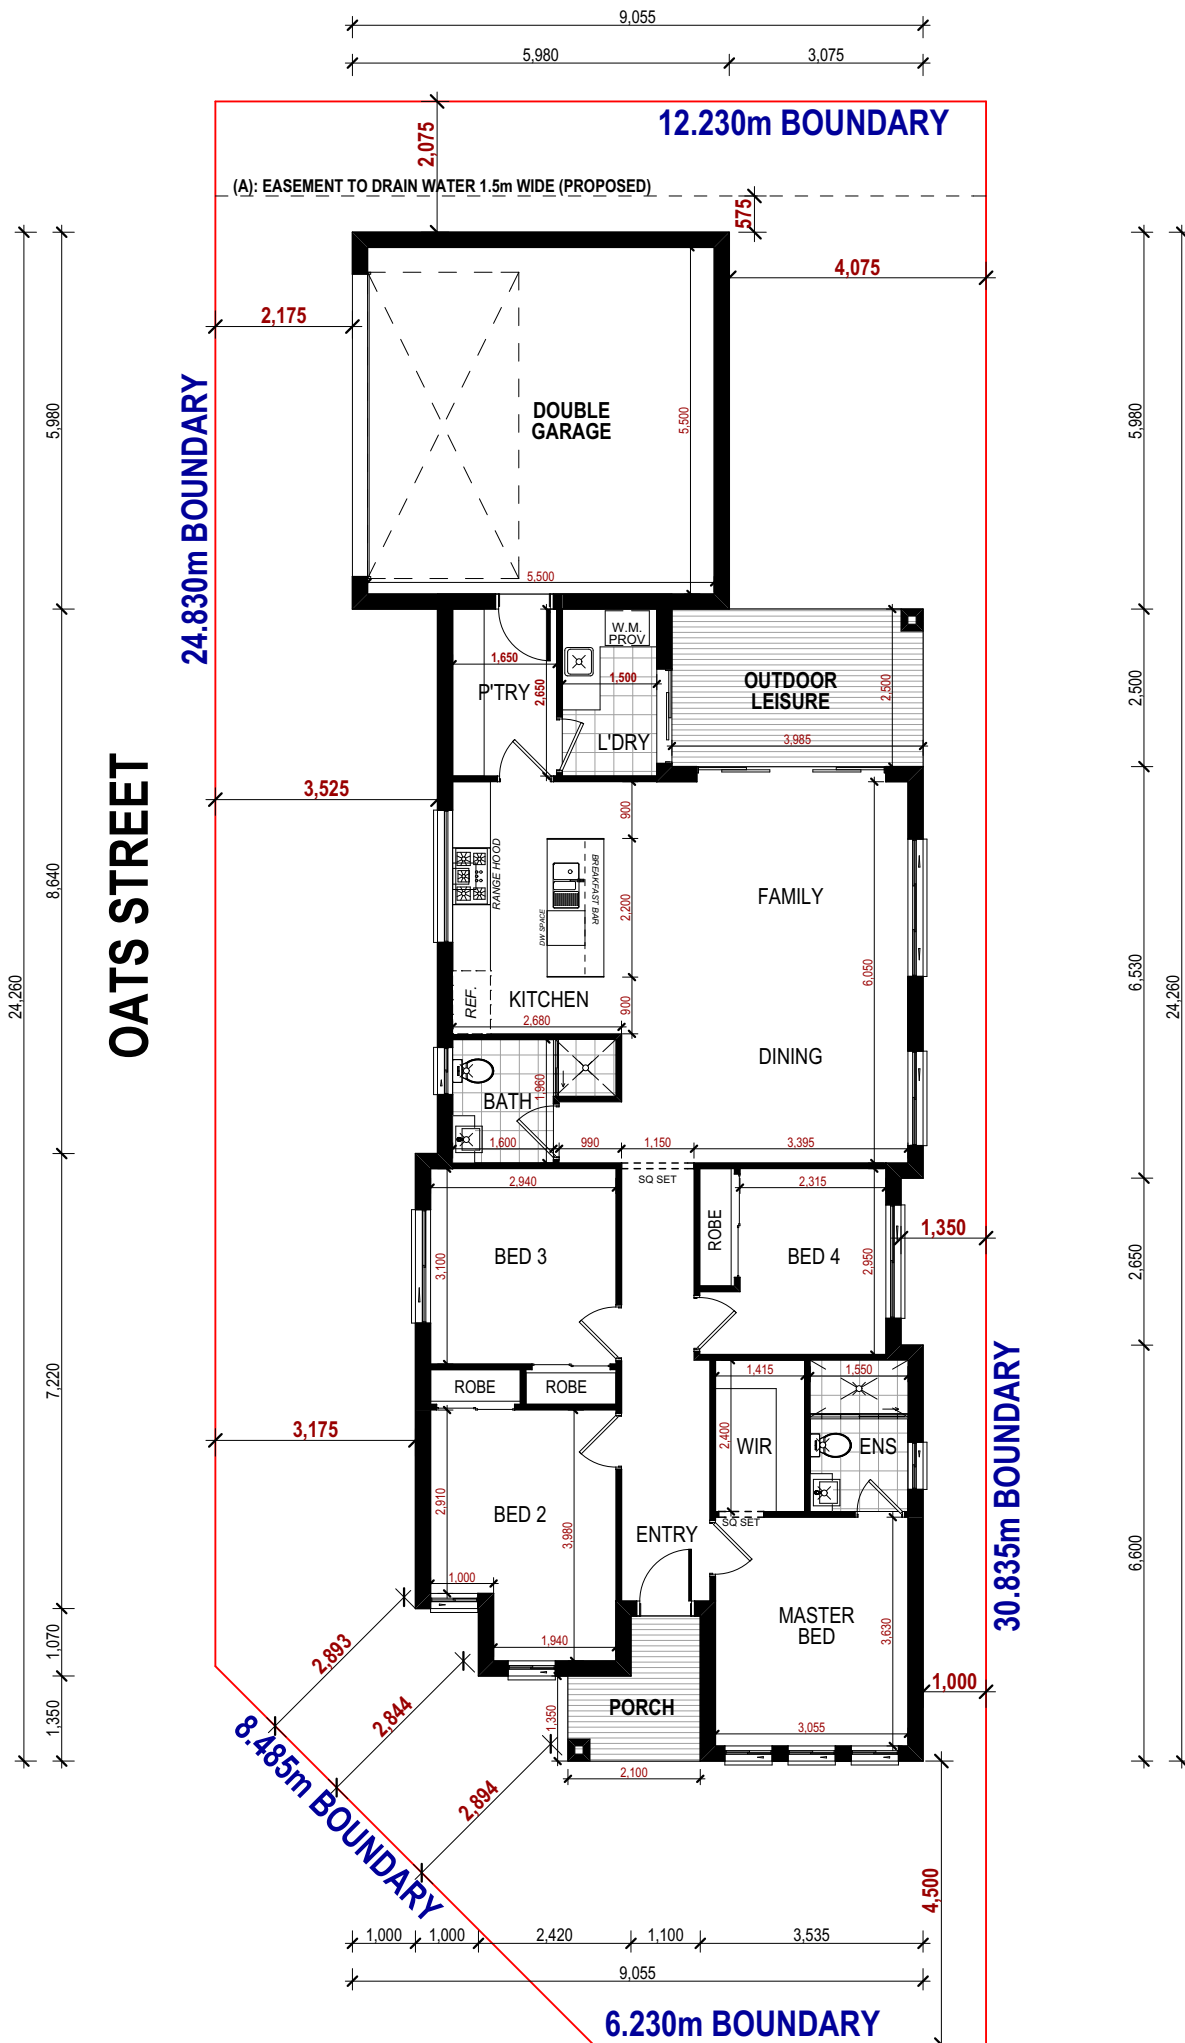 9,055
5,980
3,075
12.230m BOUNDARY
2,075
(A): EASEMENT TO DRAIN WATER 1.5m WIDE (PROPOSED)
575
4,075
2,175
24.830m BOUNDARY
5,980
5,980
DOUBLE
GARAGE
5,500
5,500
W.M.
PROV
1,650
P'TRY
2,650
1,500
L'DRY
OUTDOOR
LEISURE
2,500
3,985
2,500
OATS STREET
3,525
900
RANGE HOOD
BREAKFAST BAR
DW SPACE
2,200
FAMILY
8,640
6,050
6,530
24,260
24,260
REF.
KITCHEN
900
2,680
DINING
BATH
1,960
1,600
990
1,150
3,395
SQ SET
2,940
ROBE
2,315
BED 3
3,100
BED 4
2,950
1,350
2,650
7,220
ROBE
ROBE
1,415
1,550
3,175
2,400
WIR
ENS
30.835m BOUNDARY
2,910
BED 2
3,980
SQ SET
ENTRY
6,600
1,000
MASTER
BED
3,630
1,070
2,893
1,940
2,844
1,350
PORCH
1,000
1,350
3,055
8.485m BOUNDARY
2,100
2,894
4,500
1,000
1,000
2,420
1,100
3,535
9,055
6.230m BOUNDARY